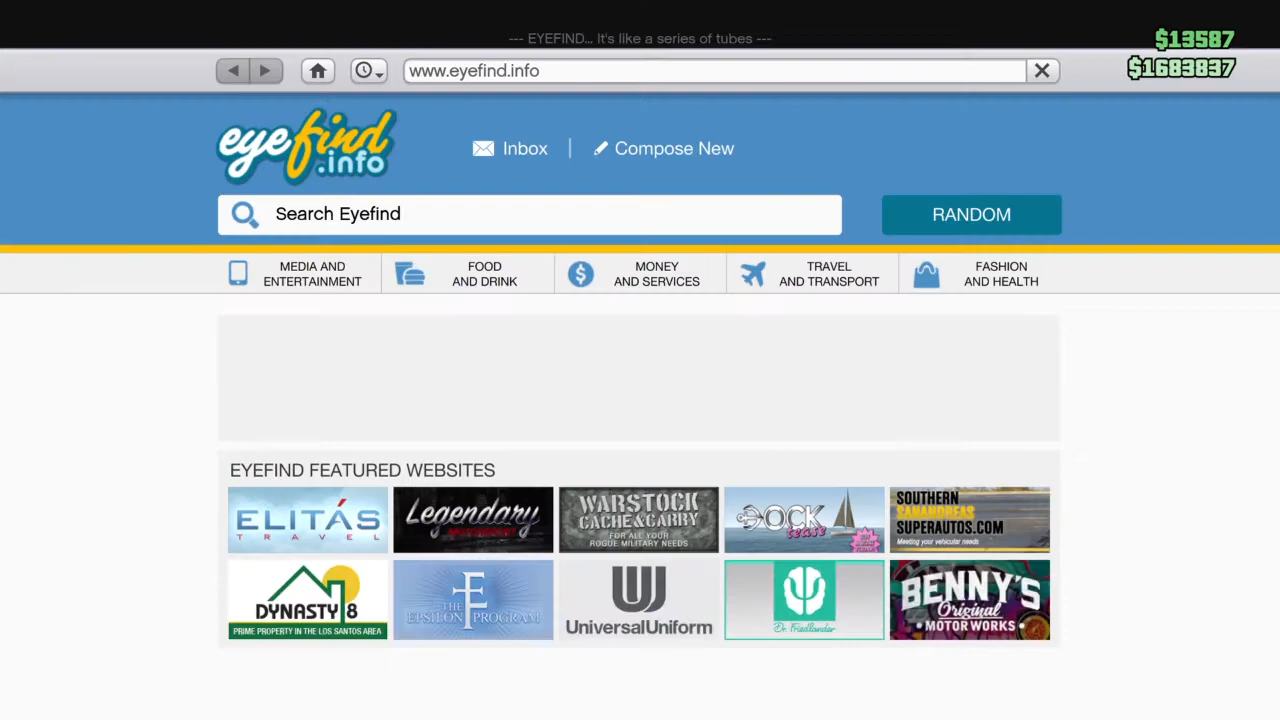 --- EYEFIND... It's like a series of tubes ---
$13587
$1683837
www.eyefind.info
eyefind
.info
Inbox
Compose New
Search Eyefind
RANDOM
MEDIA AND
ENTERTAINMENT
FOOD
AND DRINK
MONEY
AND SERVICES
TRAVEL
AND TRANSPORT
FASHION
AND HEALTH
EYEFIND FEATURED WEBSITES
ELITÁS
TRAVEL
Legendary
MOTORSPORT
WARSTOCK
CACHE&CARRY
FOR ALL YOUR
ROGUE MILITARY NEEDS
DOCK
tease
SOUTHERN
SANANDREAS
SUPERAUTOS.COM
Meeting your vehicular needs
DYNASTY 8
PRIME PROPERTY IN THE LOS SANTOS AREA
THE
EPSILON PROGRAM
UniversalUniform
Dr. Friedlander
BENNY'S
Original
MOTOR WORKS